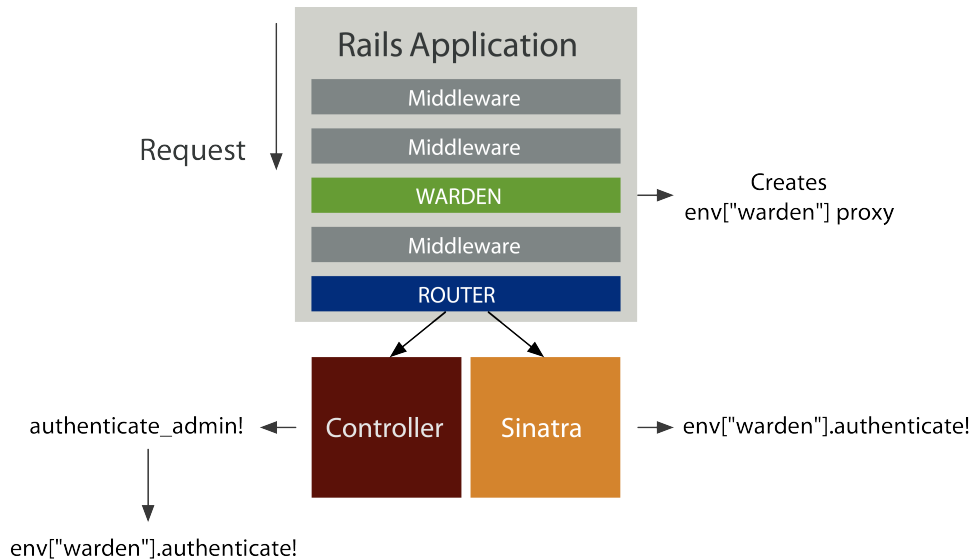 Rails Application
Middleware
Request
Middleware
WARDEN
Creates
env["warden"] proxy
Middleware
ROUTER
Controller
Sinatra
authenticate_admin!
env["warden"].authenticate!
env["warden"].authenticate!